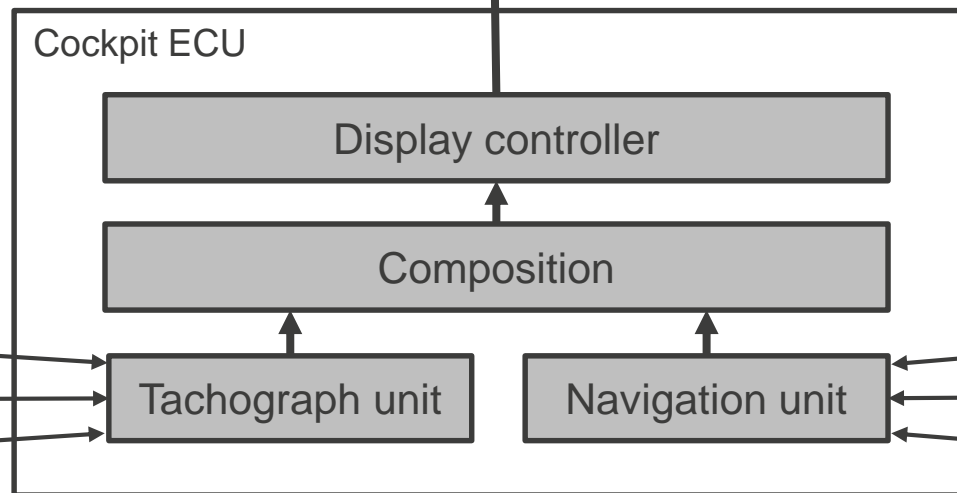 Cockpit ECU
Display controller
Composition
Tachograph unit
Navigation unit